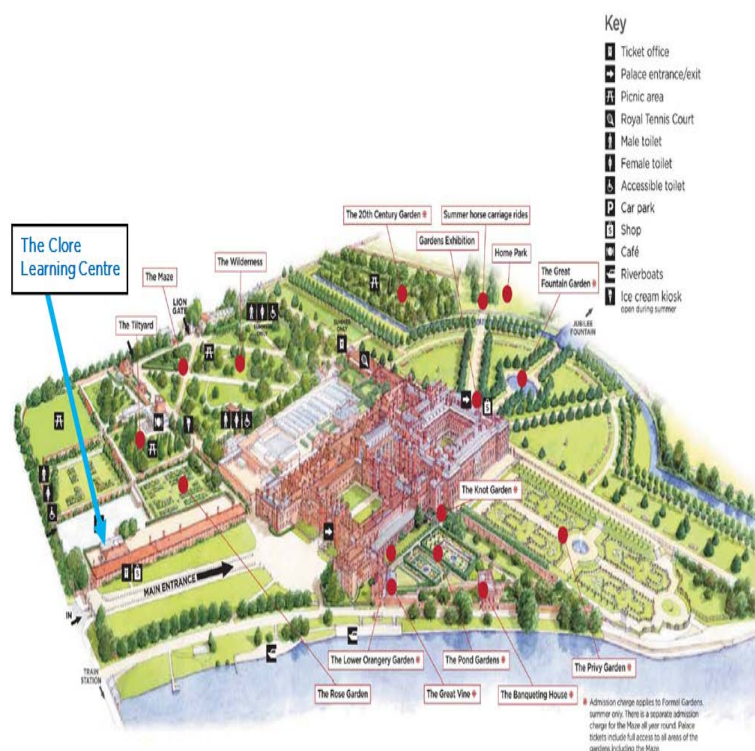 Key
Ticket office
Palace entrance/exit
Picnic area
Royal Tennis Court
Male toilet
Female toilet
Accessible toilet
P Car park
Shop
Café
Riverboats
Ice cream kiosk
open during summer
The 20th Century Garden *
Summer horse carriage rides
Gardens Exhibition
Home Park
The Great
Fountain Garden *
The Clore
Learning Centre
The Maze
The Wilderness
LION
GATE
The Tiltyard
SUMMER
ONLY
SUMMER
ONLY
JUBILEE
FOUNTAIN
The Knot Garden *
MAIN ENTRANCE
IN
TRAIN
STATION
The Lower Orangery Garden *
The Pond Gardens *
The Privy Garden *
The Rose Garden
The Great Vine *
The Banqueting House *
* Admission charge applies to Formal Gardens,
summer only. There is a separate admission
charge for the Maze all year round. Palace
tickets include full access to all areas of the
gardens including the Maze.